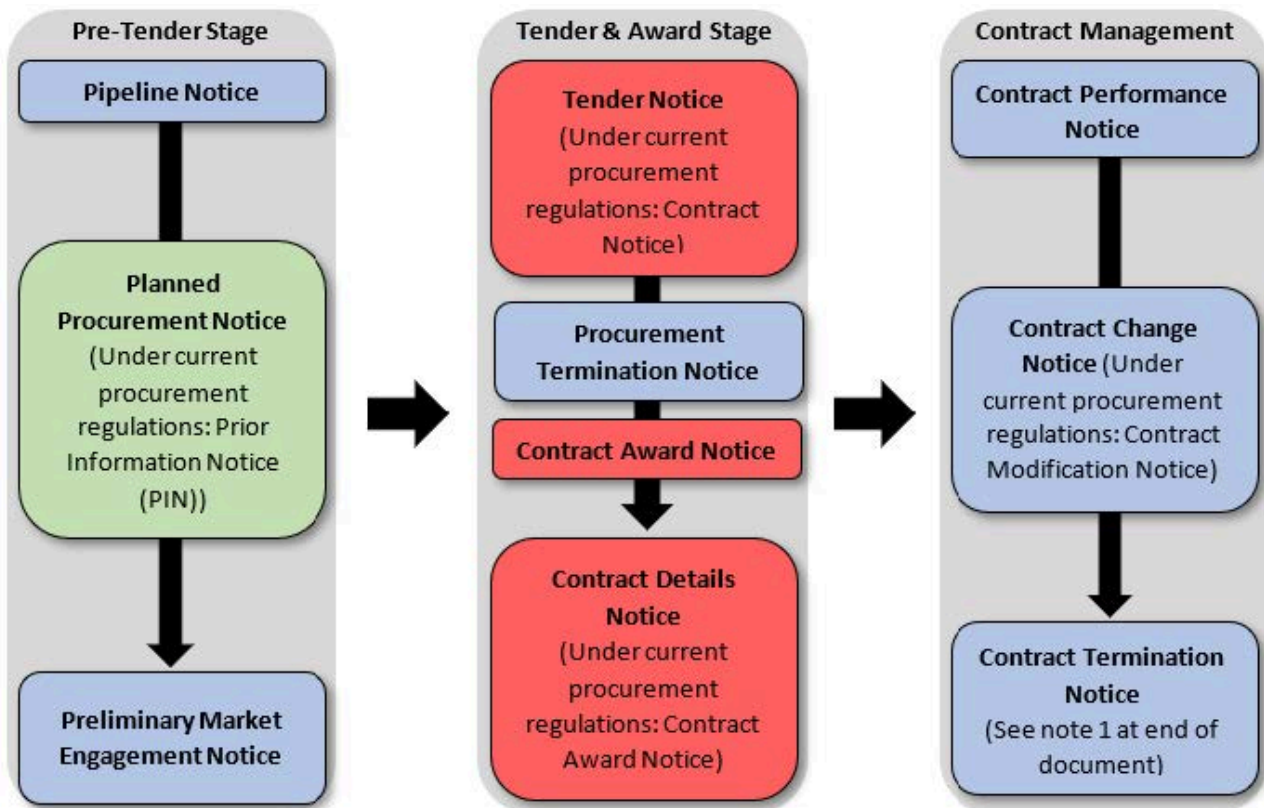 Pre-Tender Stage
Pipeline Notice
Planned
Procurement Notice
(Under current
procurement
regulations: Prior
Information Notice
(PIN))
Preliminary Market
Engagement Notice
Tender & Award Stage
Tender Notice
(Under current
procurement
regulations: Contract
Notice)
Procurement
Termination Notice
Contract Award Notice
Contract Details
Notice
(Under current
procurement
regulations: Contract
Award Notice)
Contract Management
Contract Performance
Notice
Contract Change
Notice (Under
current procurement
regulations: Contract
Modification Notice)
Contract Termination
Notice
(See note 1 at end of
document)